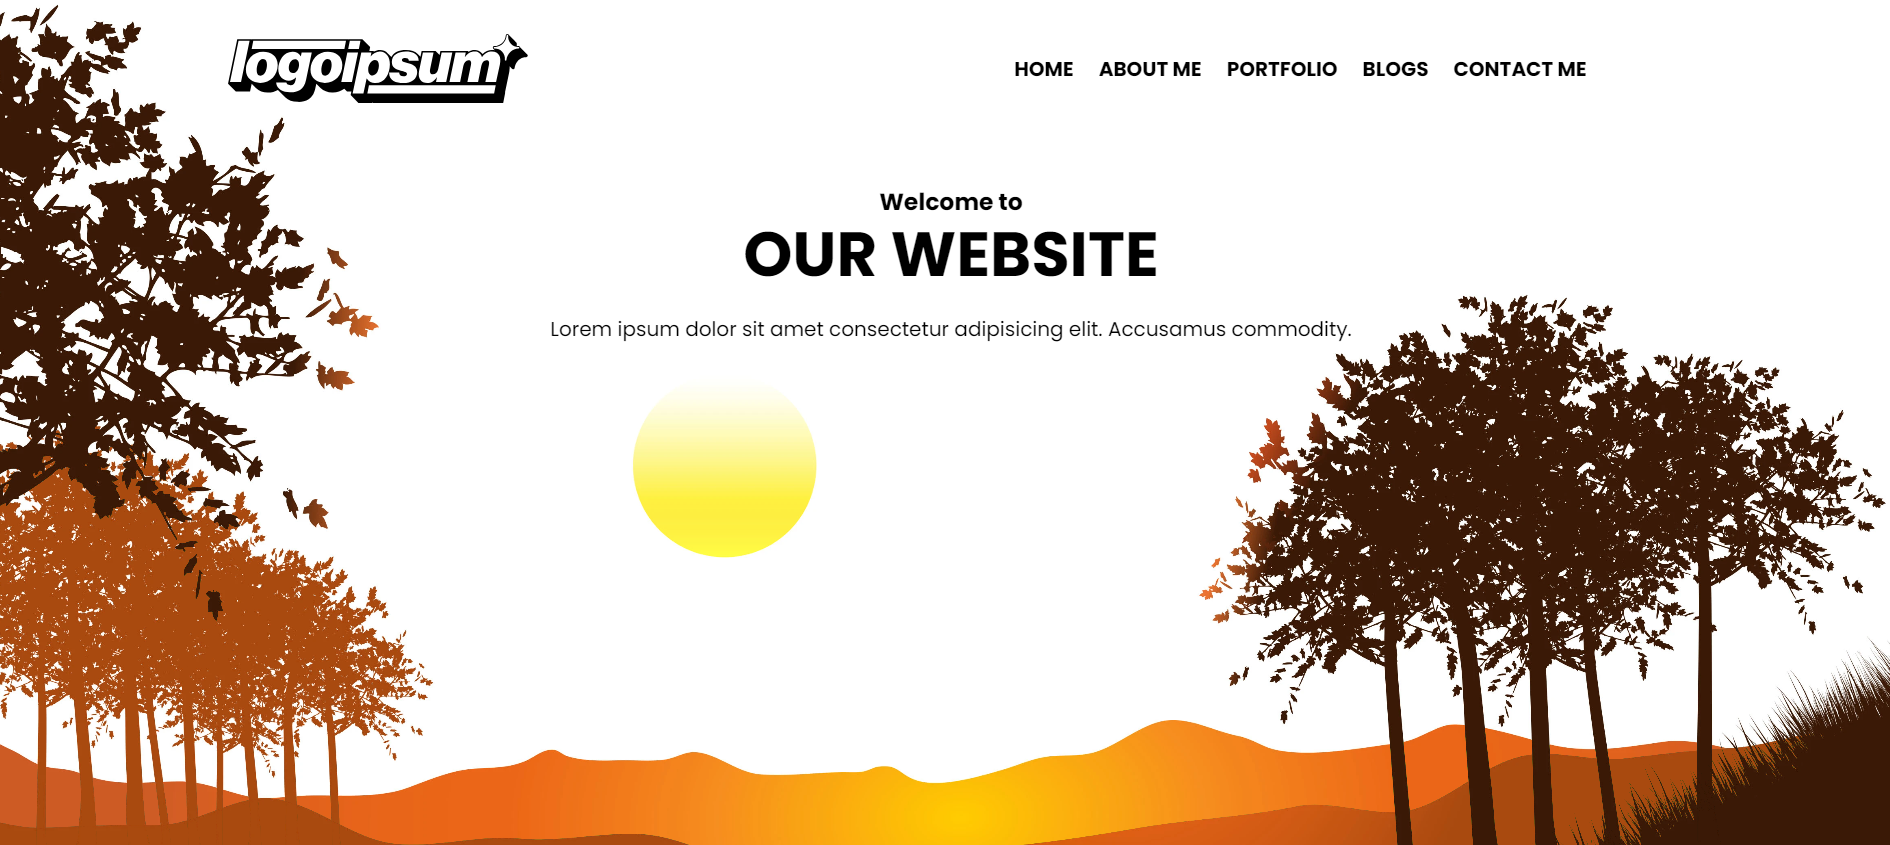 logoipsum
HOME ABOUT ME PORTFOLIO BLOGS CONTACT ME
Welcome to
OUR WEBSITE
Lorem ipsum dolor sit amet consectetur adipisicing elit. Accusamus commodity.